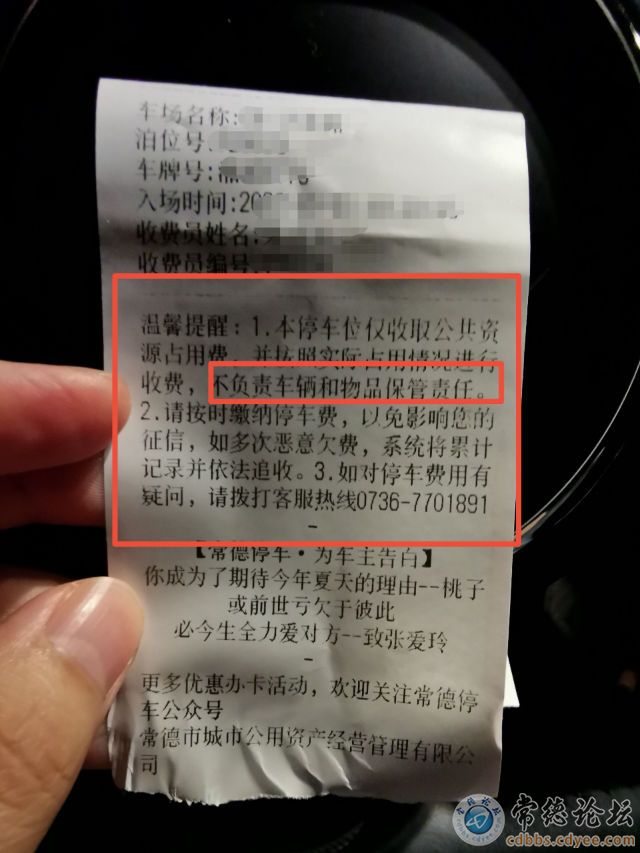 车场名称:
泊位号:
车牌号:
入场时间:20
收费员姓名:
收费员编号
温馨提醒: 1.本停车位仅收取公共资
源占用费, 并按照实际占用情况进行
收费, 不负责车辆和物品保管责任。
2.请按时缴纳停车费, 以免影响您的
征信, 如多次恶意欠费, 系统将累计
记录并依法追收。3.如对停车费用有
疑问, 请拨打客服热线0736-7701891
-
【常德停车·为车主告白】
你成为了期待今年夏天的理由--桃子
或前世亏欠于彼此
必今生全力爱对方--致张爱玲
-
更多优惠办卡活动, 欢迎关注常德停
车公众号
常德市城市公用资产经营管理有限公
司
常德论坛
cdbbs.cdyee.com